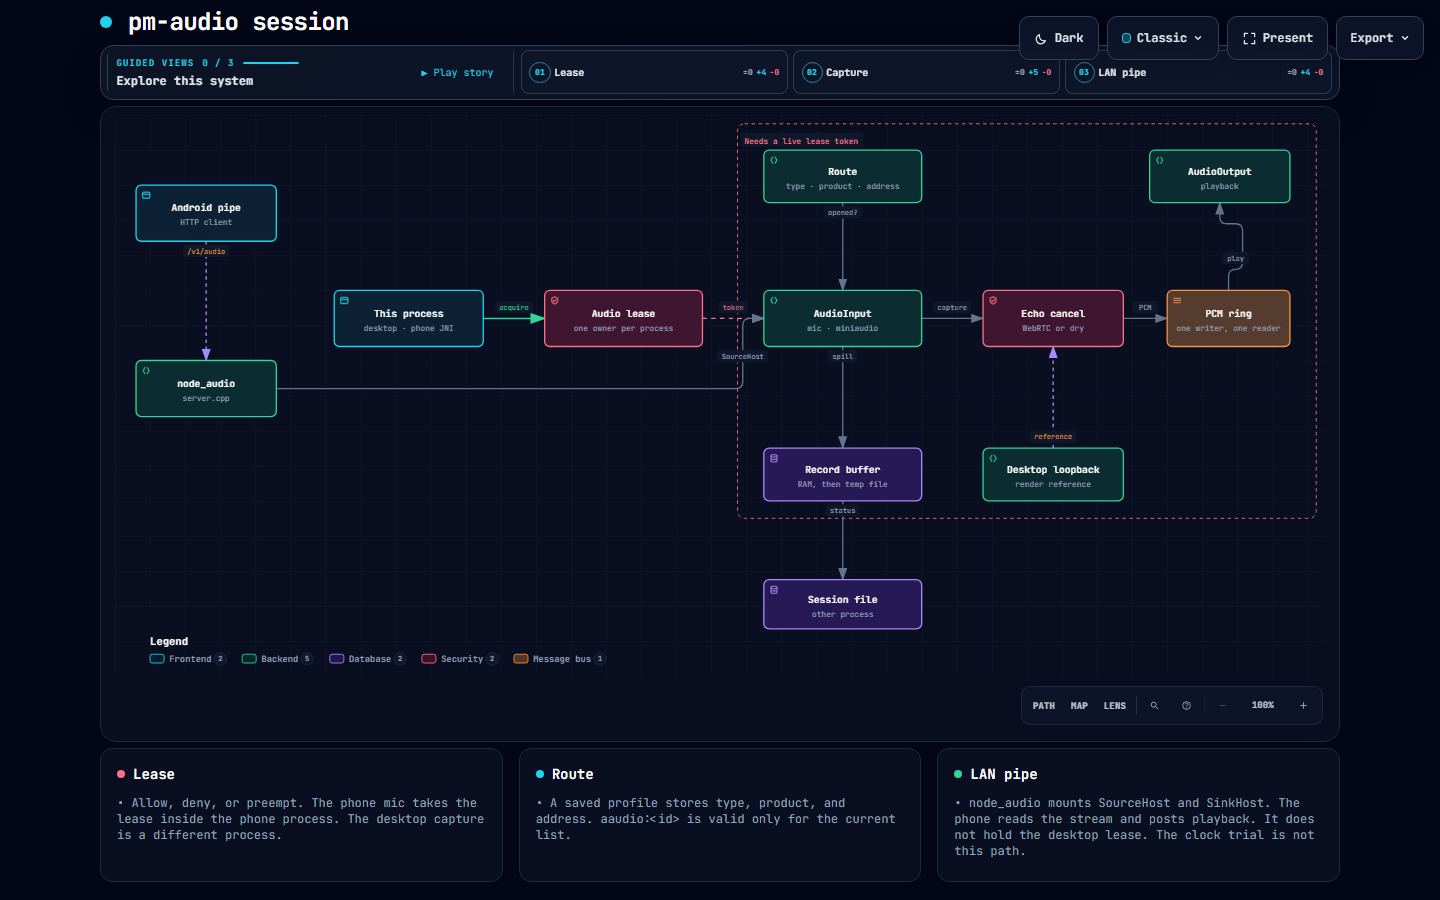 pm-audio session
Dark
Classic
Present
Export
GUIDED VIEWS 0 / 3
Explore this system
▶ Play story
01 Lease =0 +4 -0
02 Capture =0 +5 -0
03 LAN pipe =0 +4 -0
Needs a live lease token
Route
type · product · address
AudioOutput
playback
Android pipe
HTTP client
opened?
/v1/audio
play
This process
desktop · phone JNI
acquire
Audio lease
one owner per process
token
AudioInput
mic · miniaudio
capture
Echo cancel
WebRTC or dry
PCM
PCM ring
one writer, one reader
SourceHost
spill
node_audio
server.cpp
reference
Record buffer
RAM, then temp file
Desktop loopback
render reference
status
Session file
other process
Legend
Frontend 2
Backend 5
Database 2
Security 2
Message bus 1
PATH MAP LENS
− 100% +
Lease
• Allow, deny, or preempt. The phone mic takes the
lease inside the phone process. The desktop capture
is a different process.
Route
• A saved profile stores type, product, and
address. aaudio:<id> is valid only for the current
list.
LAN pipe
• node_audio mounts SourceHost and SinkHost. The
phone reads the stream and posts playback. It does
not hold the desktop lease. The clock trial is not
this path.